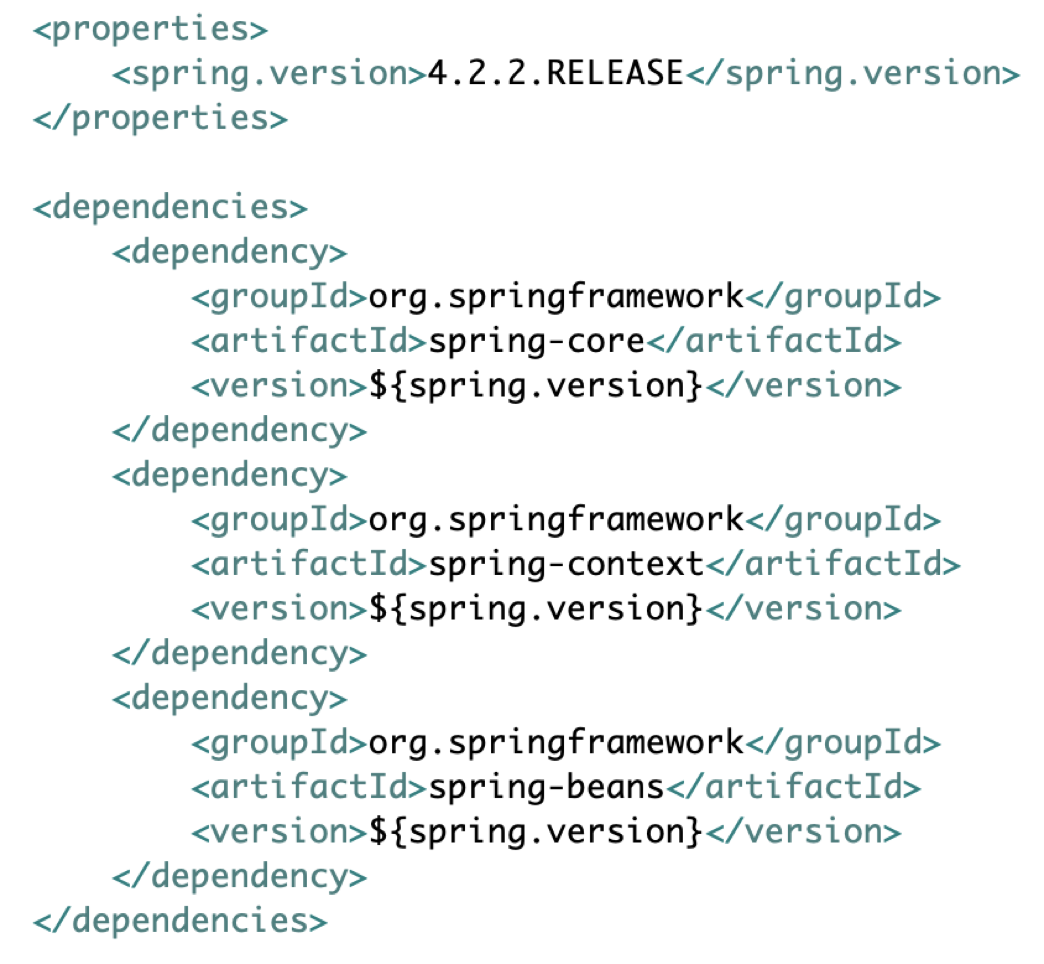 <properties>
    <spring.version>4.2.2.RELEASE</spring.version>
</properties>

<dependencies>
    <dependency>
        <groupId>org.springframework</groupId>
        <artifactId>spring-core</artifactId>
        <version>${spring.version}</version>
    </dependency>
    <dependency>
        <groupId>org.springframework</groupId>
        <artifactId>spring-context</artifactId>
        <version>${spring.version}</version>
    </dependency>
    <dependency>
        <groupId>org.springframework</groupId>
        <artifactId>spring-beans</artifactId>
        <version>${spring.version}</version>
    </dependency>
</dependencies>